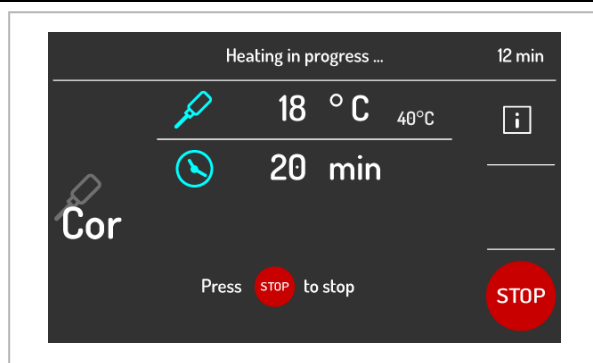 Heating in progress ... 12 min
18 °C 40°C
i
20 min
Cor
Press STOP to stop
STOP